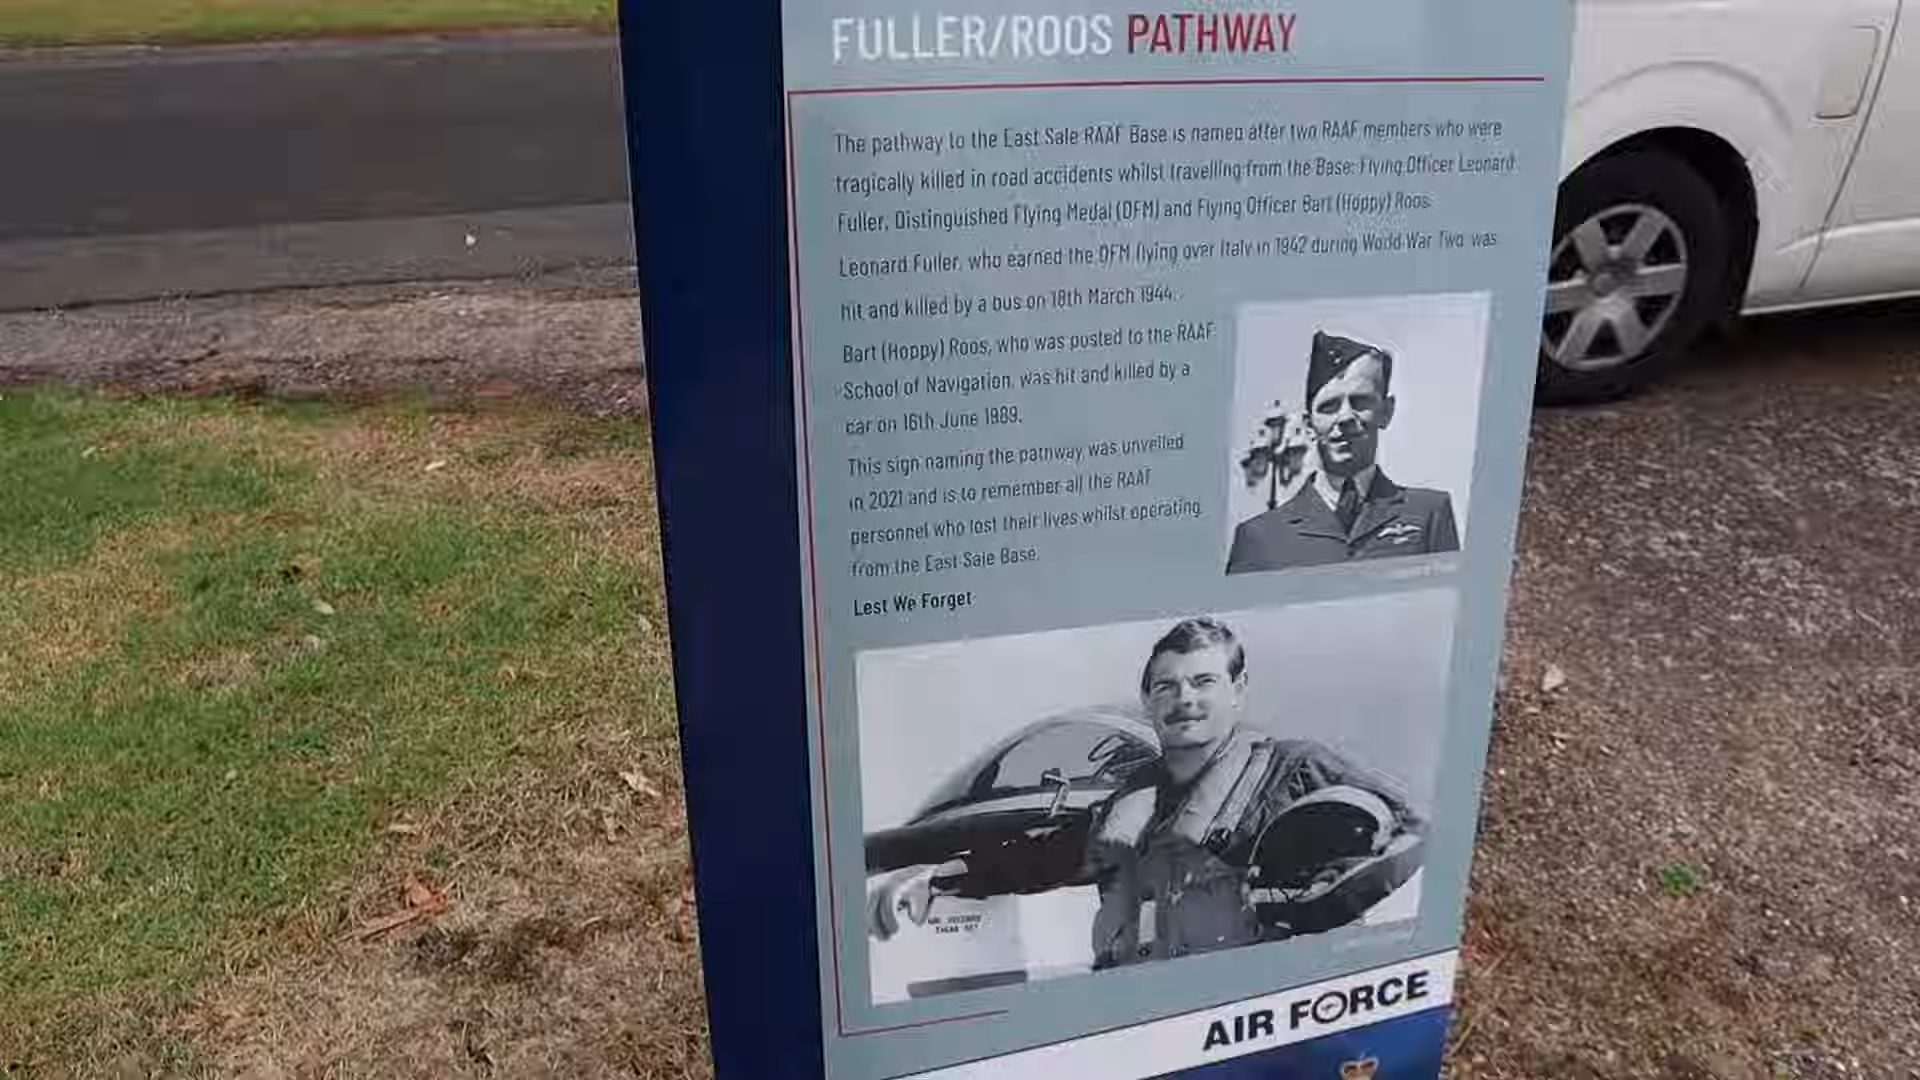 FULLER/ROOS PATHWAY
The pathway to the East Sale RAAF Base is named after two RAAF members who were
tragically killed in road accidents whilst travelling from the Base: Flying Officer Leonard
Fuller, Distinguished Flying Medal (DFM) and Flying Officer Bart (Hoppy) Roos.
Leonard Fuller, who earned the DFM flying over Italy in 1942 during World War Two was
hit and killed by a bus on 18th March 1944.
Bart (Hoppy) Roos, who was posted to the RAAF
School of Navigation, was hit and killed by a
car on 16th June 1989.
This sign naming the pathway was unveiled
in 2021 and is to remember all the RAAF
personnel who lost their lives whilst operating
from the East Sale Base.
Lest We Forget
AIR FORCE